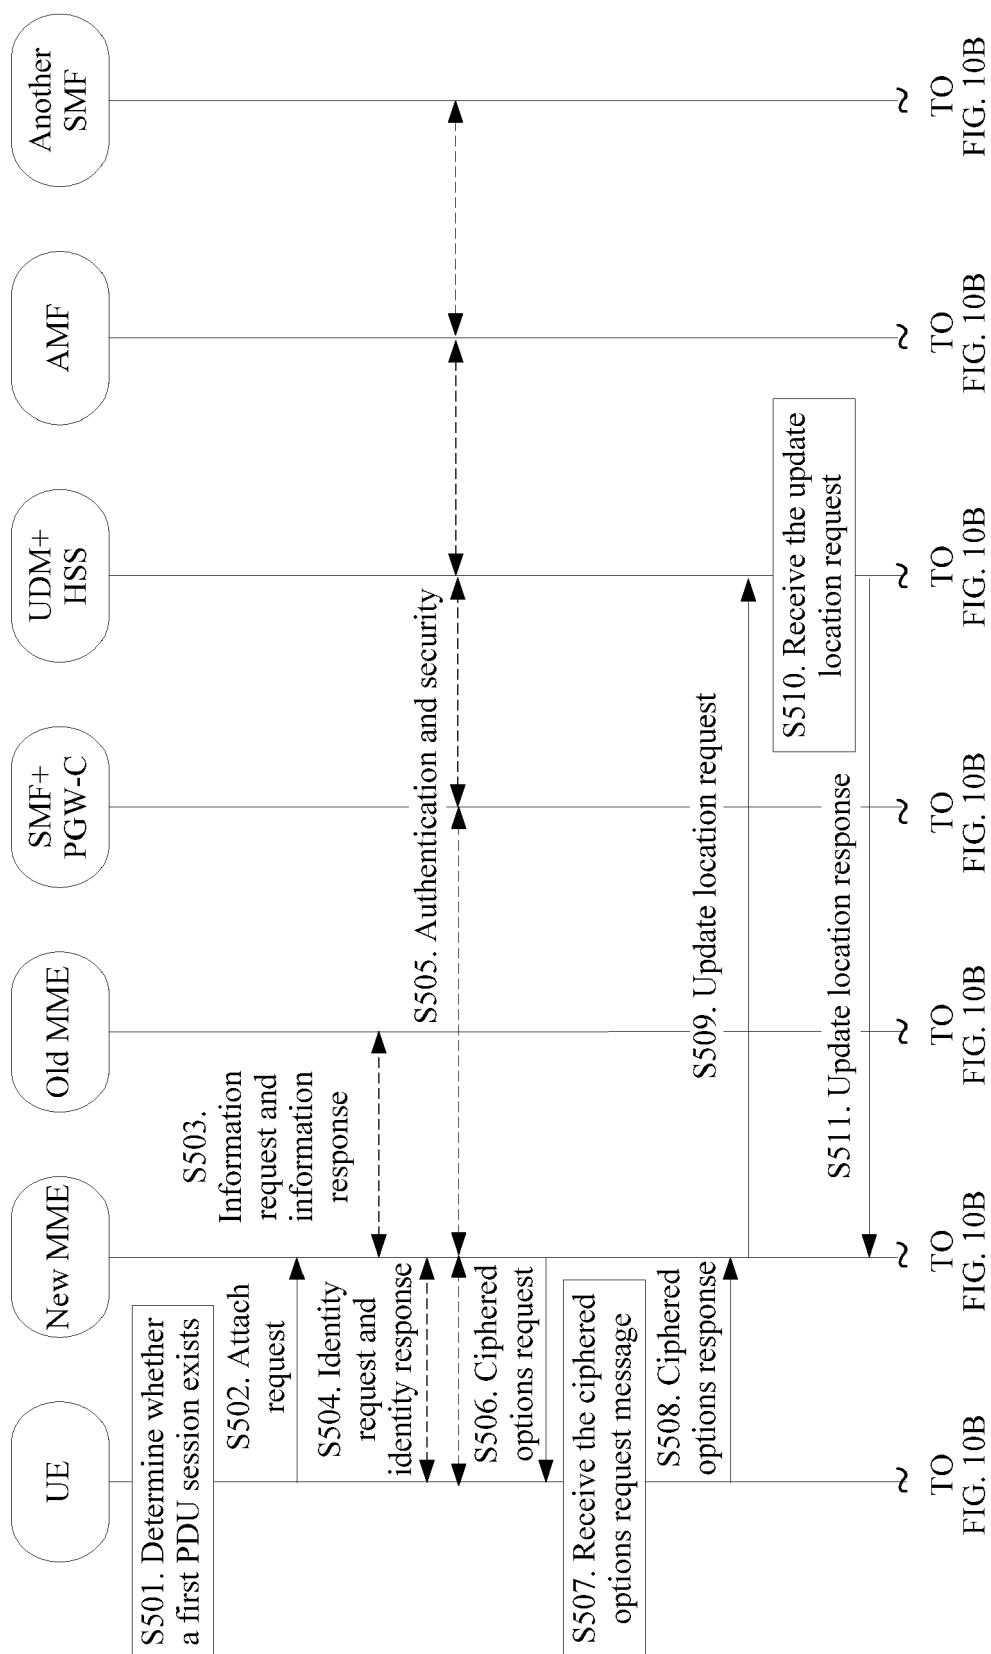 UE
New MME
Old MME
SMF+
PGW-C
UDM+
HSS
AMF
Another
SMF
S501. Determine whether
a first PDU session exists
S502. Attach
request
S503.
Information
request and
information
response
S504. Identity
request and
identity response
S505. Authentication and security
S506. Ciphered
options request
S507. Receive the ciphered
options request message
S508. Ciphered
options response
S509. Update location request
S510. Receive the update
location request
S511. Update location response
TO
FIG. 10B
TO
FIG. 10B
TO
FIG. 10B
TO
FIG. 10B
TO
FIG. 10B
TO
FIG. 10B
TO
FIG. 10B